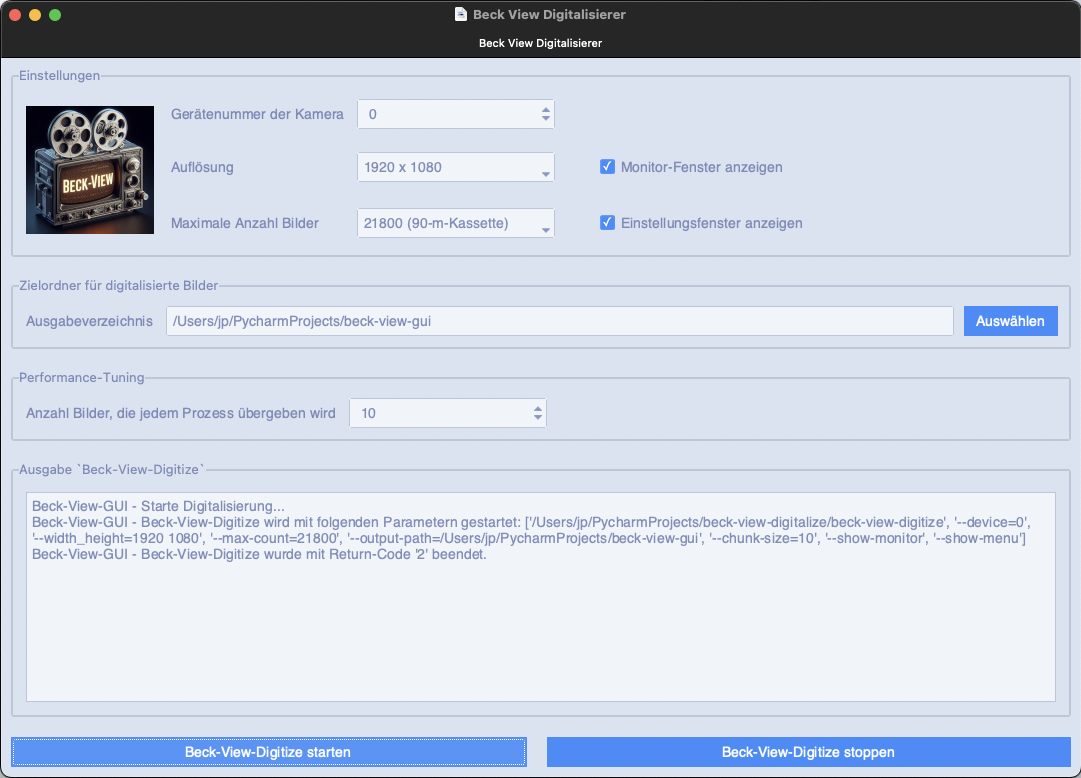 Beck View Digitalisierer
Beck View Digitalisierer
Einstellungen
BECK-VIEW
Gerätenummer der Kamera 0
Auflösung 1920 x 1080 Monitor-Fenster anzeigen
Maximale Anzahl Bilder 21800 (90-m-Kassette) Einstellungsfenster anzeigen
Zielordner für digitalisierte Bilder
Ausgabeverzeichnis /Users/jp/PycharmProjects/beck-view-gui Auswählen
Performance-Tuning
Anzahl Bilder, die jedem Prozess übergeben wird 10
Ausgabe `Beck-View-Digitize`
Beck-View-GUI - Starte Digitalisierung...
Beck-View-GUI - Beck-View-Digitize wird mit folgenden Parametern gestartet: ['/Users/jp/PycharmProjects/beck-view-digitalize/beck-view-digitize', '--device=0',
'--width_height=1920 1080', '--max-count=21800', '--output-path=/Users/jp/PycharmProjects/beck-view-gui', '--chunk-size=10', '--show-monitor', '--show-menu']
Beck-View-GUI - Beck-View-Digitize wurde mit Return-Code '2' beendet.
Beck-View-Digitize starten Beck-View-Digitize stoppen